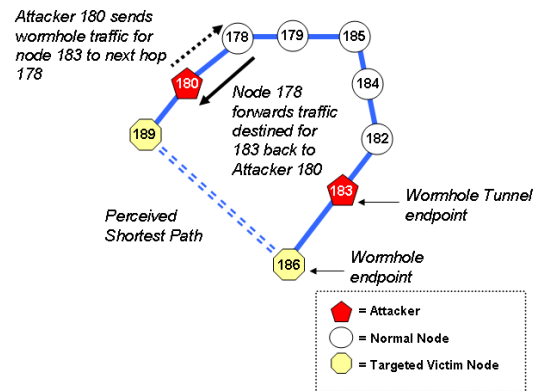 Attacker 180 sends
wormhole traffic for
node 183 to next hop
178
178
179
185
180
184
Node 178
forwards traffic
destined for
183 back to
Attacker 180
189
182
183
Wormhole Tunnel
endpoint
Perceived
Shortest Path
186
Wormhole
endpoint
= Attacker
= Normal Node
= Targeted Victim Node